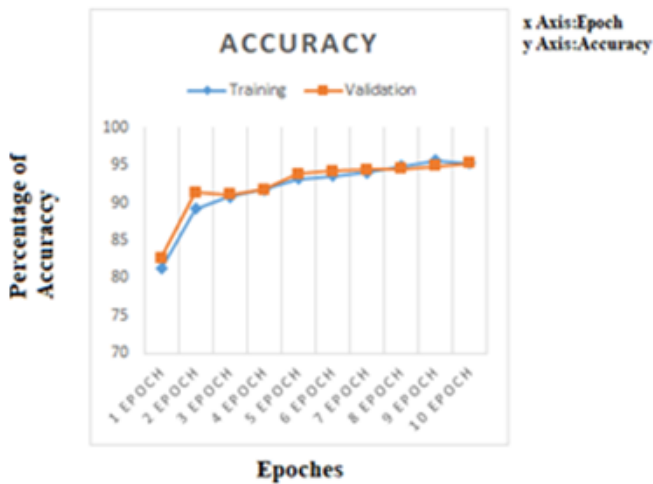 x Axis:Epoch
y Axis:Accuracy
ACCURACY
Training Validation
100
95
90
85
80
75
70
Percentage of
Accuraccy
1 EPOCH
2 EPOCH
3 EPOCH
4 EPOCH
5 EPOCH
6 EPOCH
7 EPOCH
8 EPOCH
9 EPOCH
10 EPOCH
Epoches